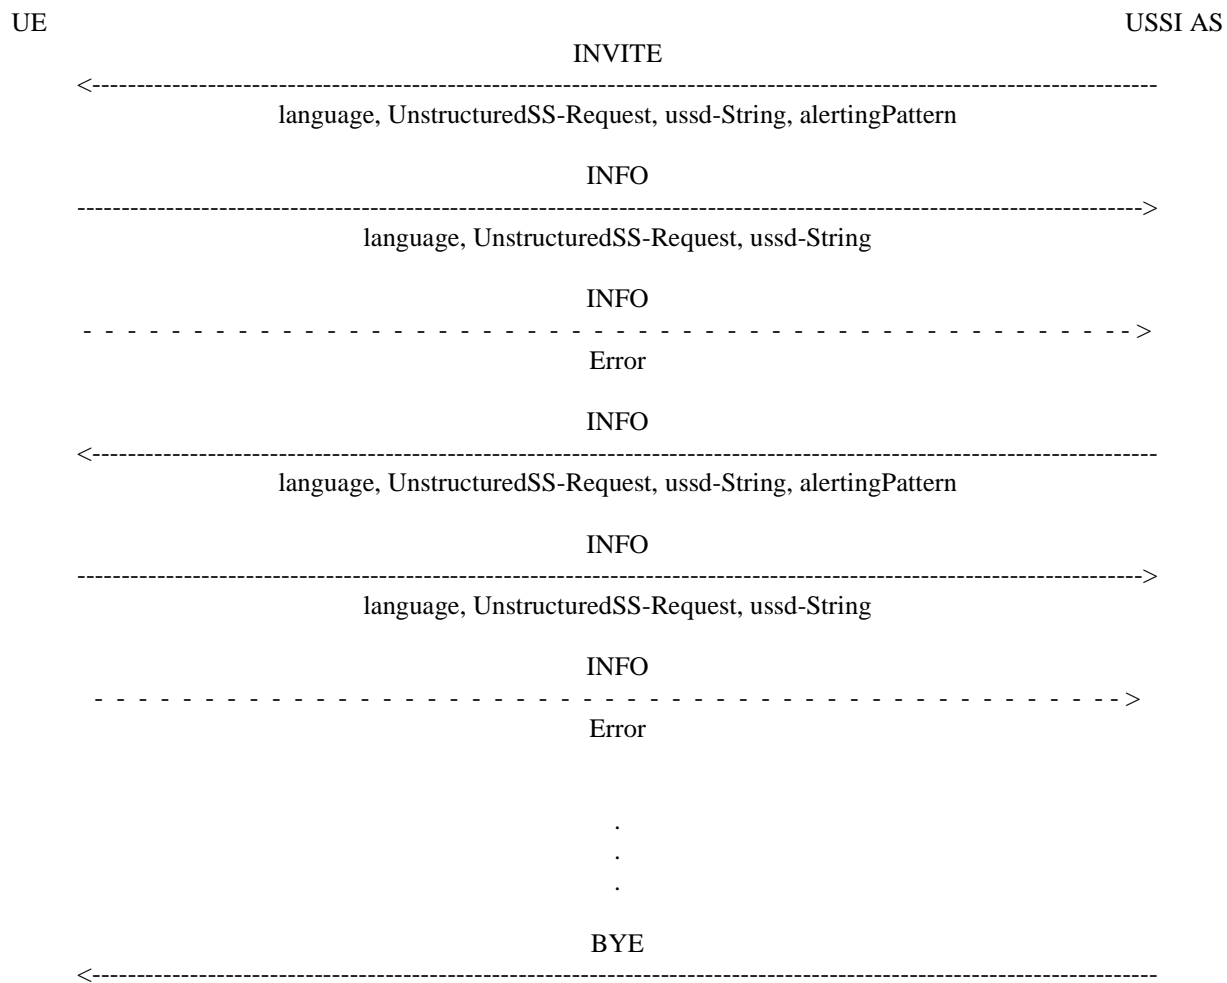 UE USSI AS
INVITE
<------------------------------------------------------------------------------------------------------------------------
language, UnstructuredSS-Request, ussd-String, alertingPattern
INFO
------------------------------------------------------------------------------------------------------------------------>
language, UnstructuredSS-Request, ussd-String
INFO
- - - - - - - - - - - - - - - - - - - - - - - - - - - - - - - - - - - - - - - - - - - - - - - ->
Error
INFO
<------------------------------------------------------------------------------------------------------------------------
language, UnstructuredSS-Request, ussd-String, alertingPattern
INFO
------------------------------------------------------------------------------------------------------------------------>
language, UnstructuredSS-Request, ussd-String
INFO
- - - - - - - - - - - - - - - - - - - - - - - - - - - - - - - - - - - - - - - - - - - - - - - ->
Error
.
.
.
BYE
<------------------------------------------------------------------------------------------------------------------------